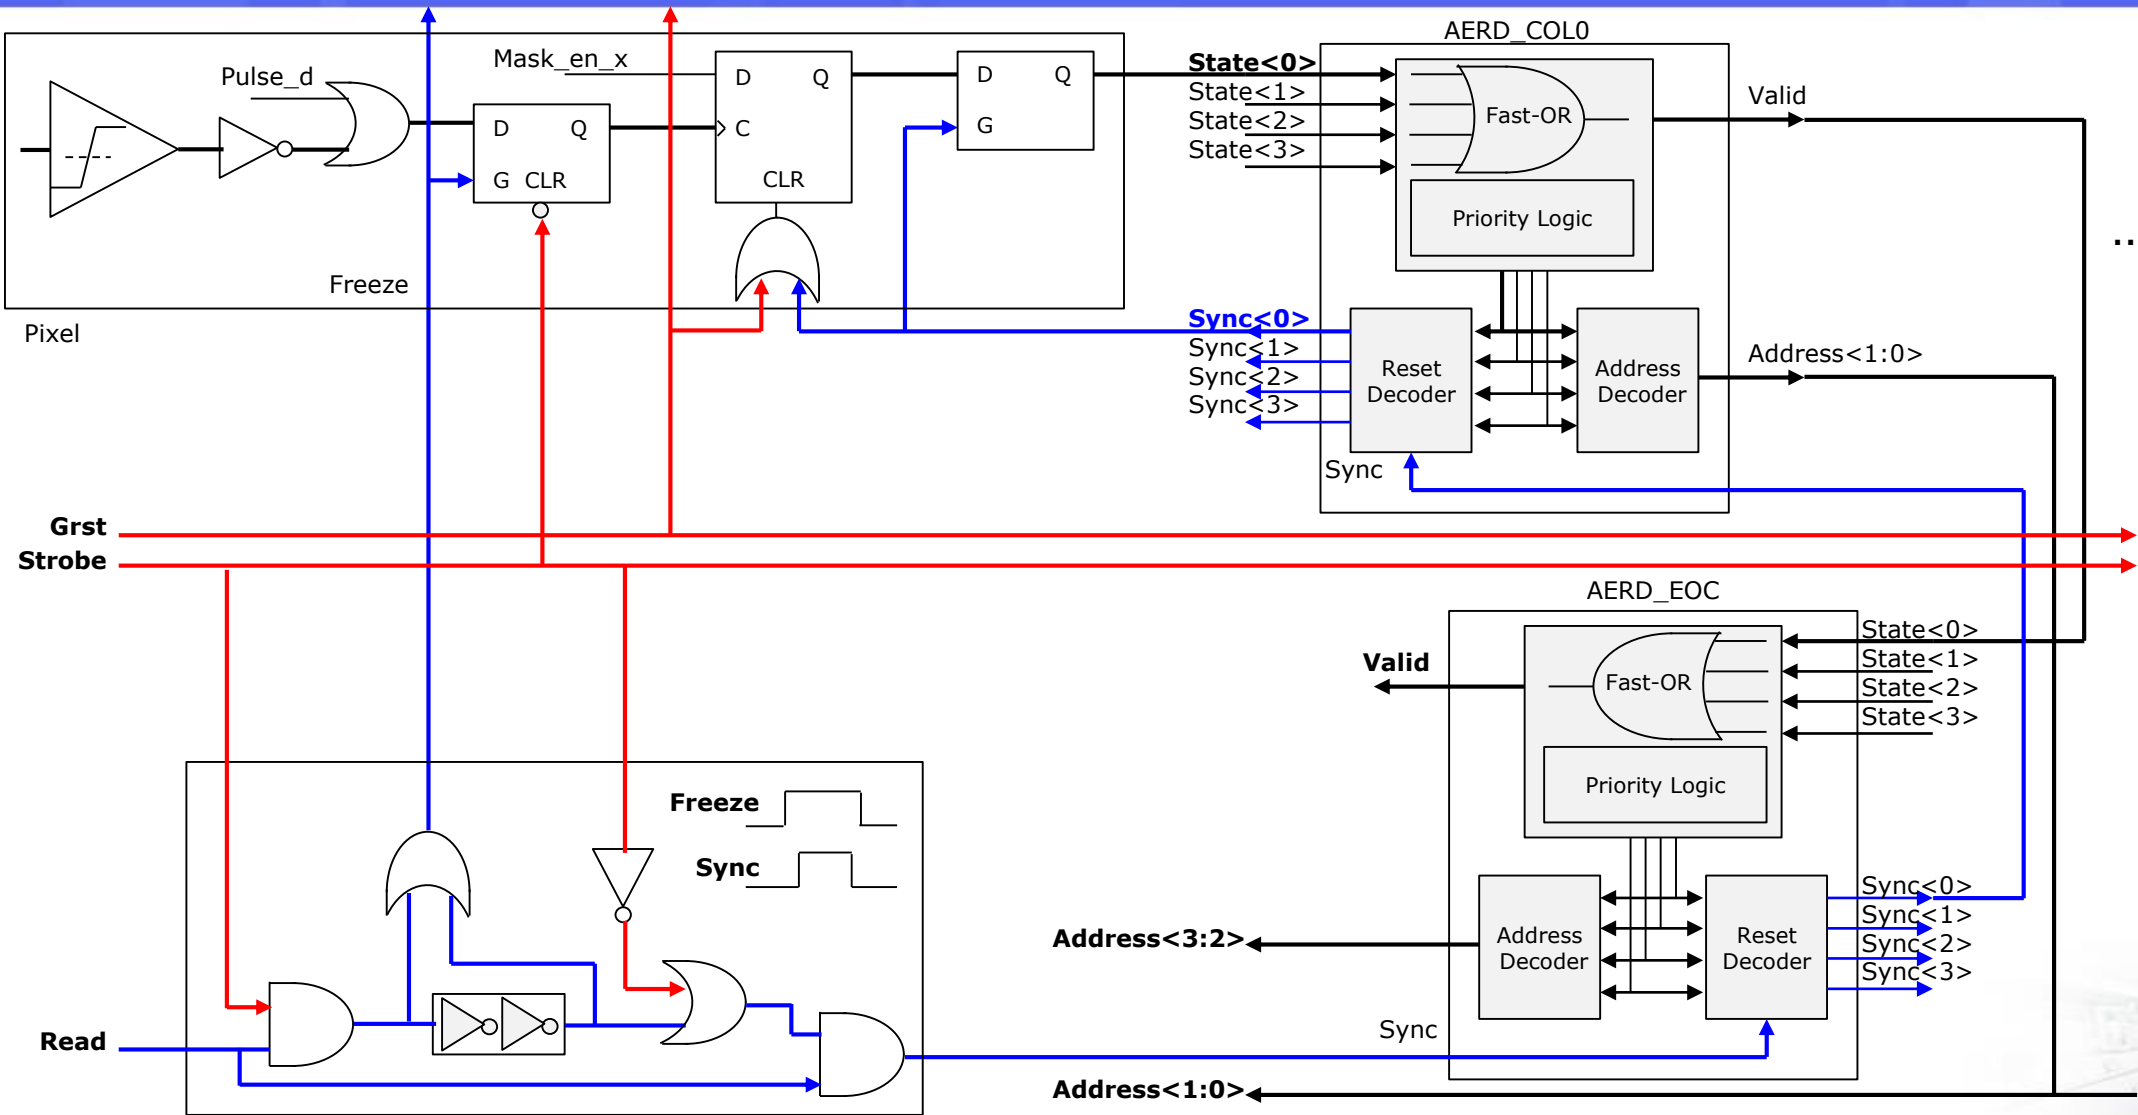 AERD_COL0
Mask_en_x
Pulse_d
D Q
D Q
D Q
C
G
G CLR
CLR
Freeze
Pixel
State<0>
State<1>
State<2>
State<3>
Fast-OR
Priority Logic
Valid
..
Sync<0>
Sync<1>
Sync<2>
Sync<3>
Reset
Decoder
Address
Decoder
Address<1:0>
Sync
Grst
Strobe
AERD_EOC
Valid
Fast-OR
Priority Logic
State<0>
State<1>
State<2>
State<3>
Freeze
Sync
Address<3:2>
Address
Decoder
Reset
Decoder
Sync<0>
Sync<1>
Sync<2>
Sync<3>
Read
Sync
Address<1:0>